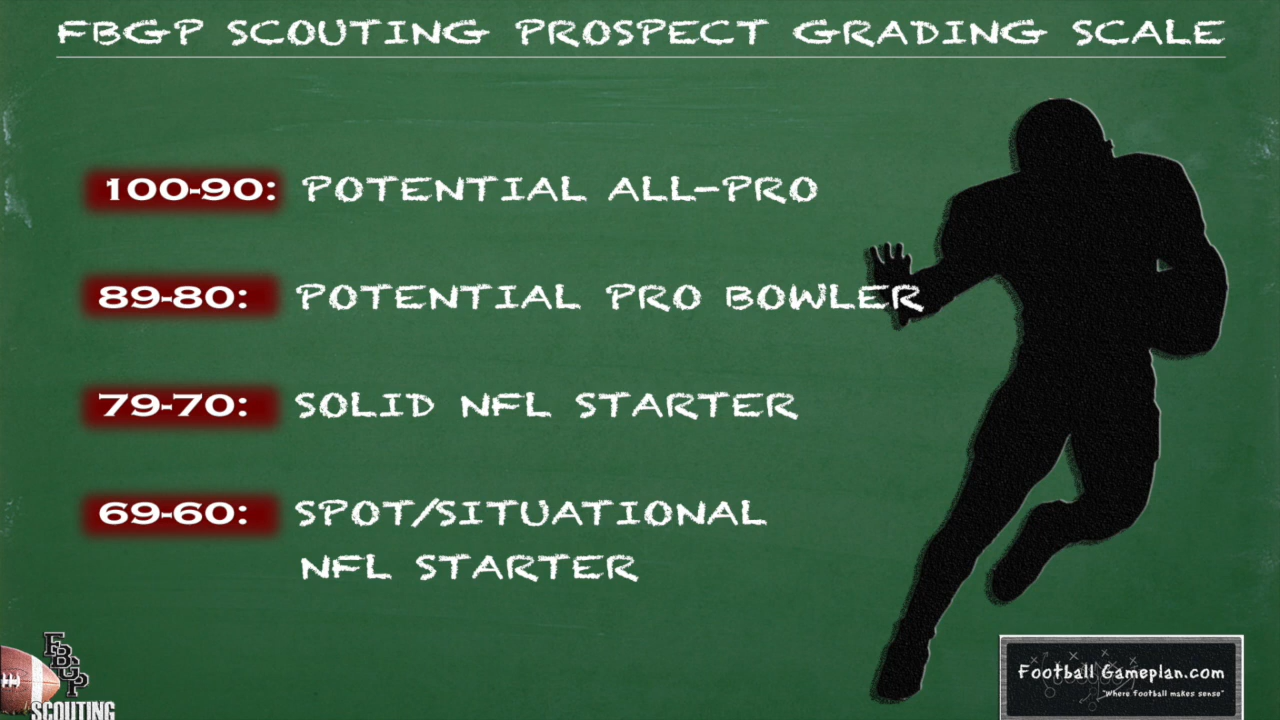 FBGP SCOUTING PROSPECT GRADING SCALE
100-90: POTENTIAL ALL-PRO
89-80: POTENTIAL PRO BOWLER
79-70: SOLID NFL STARTER
69-60: SPOT/SITUATIONAL
NFL STARTER
FBGP
SCOUTING
Football Gameplan.com
"Where football makes sense"